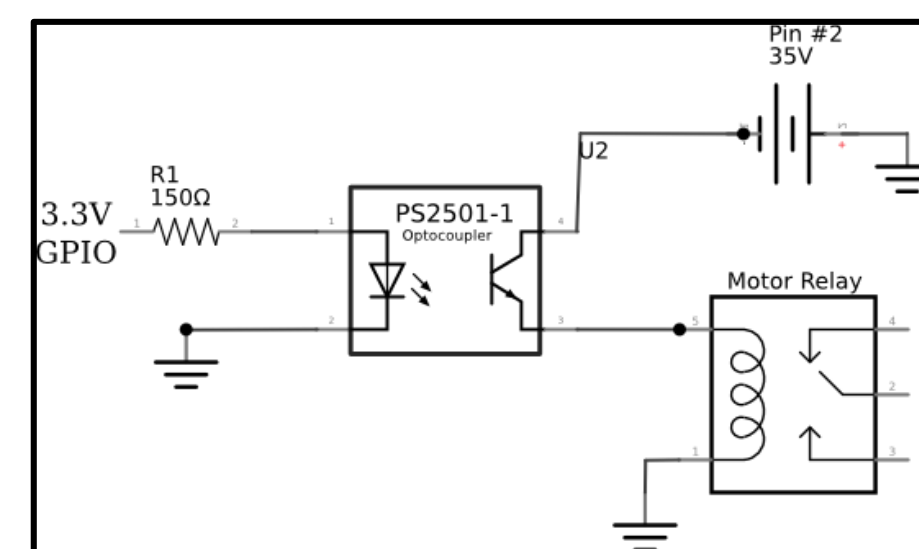 Pin #2
35V
U2
R1
150Ω
3.3V
GPIO
1
2
1
PS2501-1
Optocoupler
4
2
3
+
Motor Relay
5
4
2
1
3